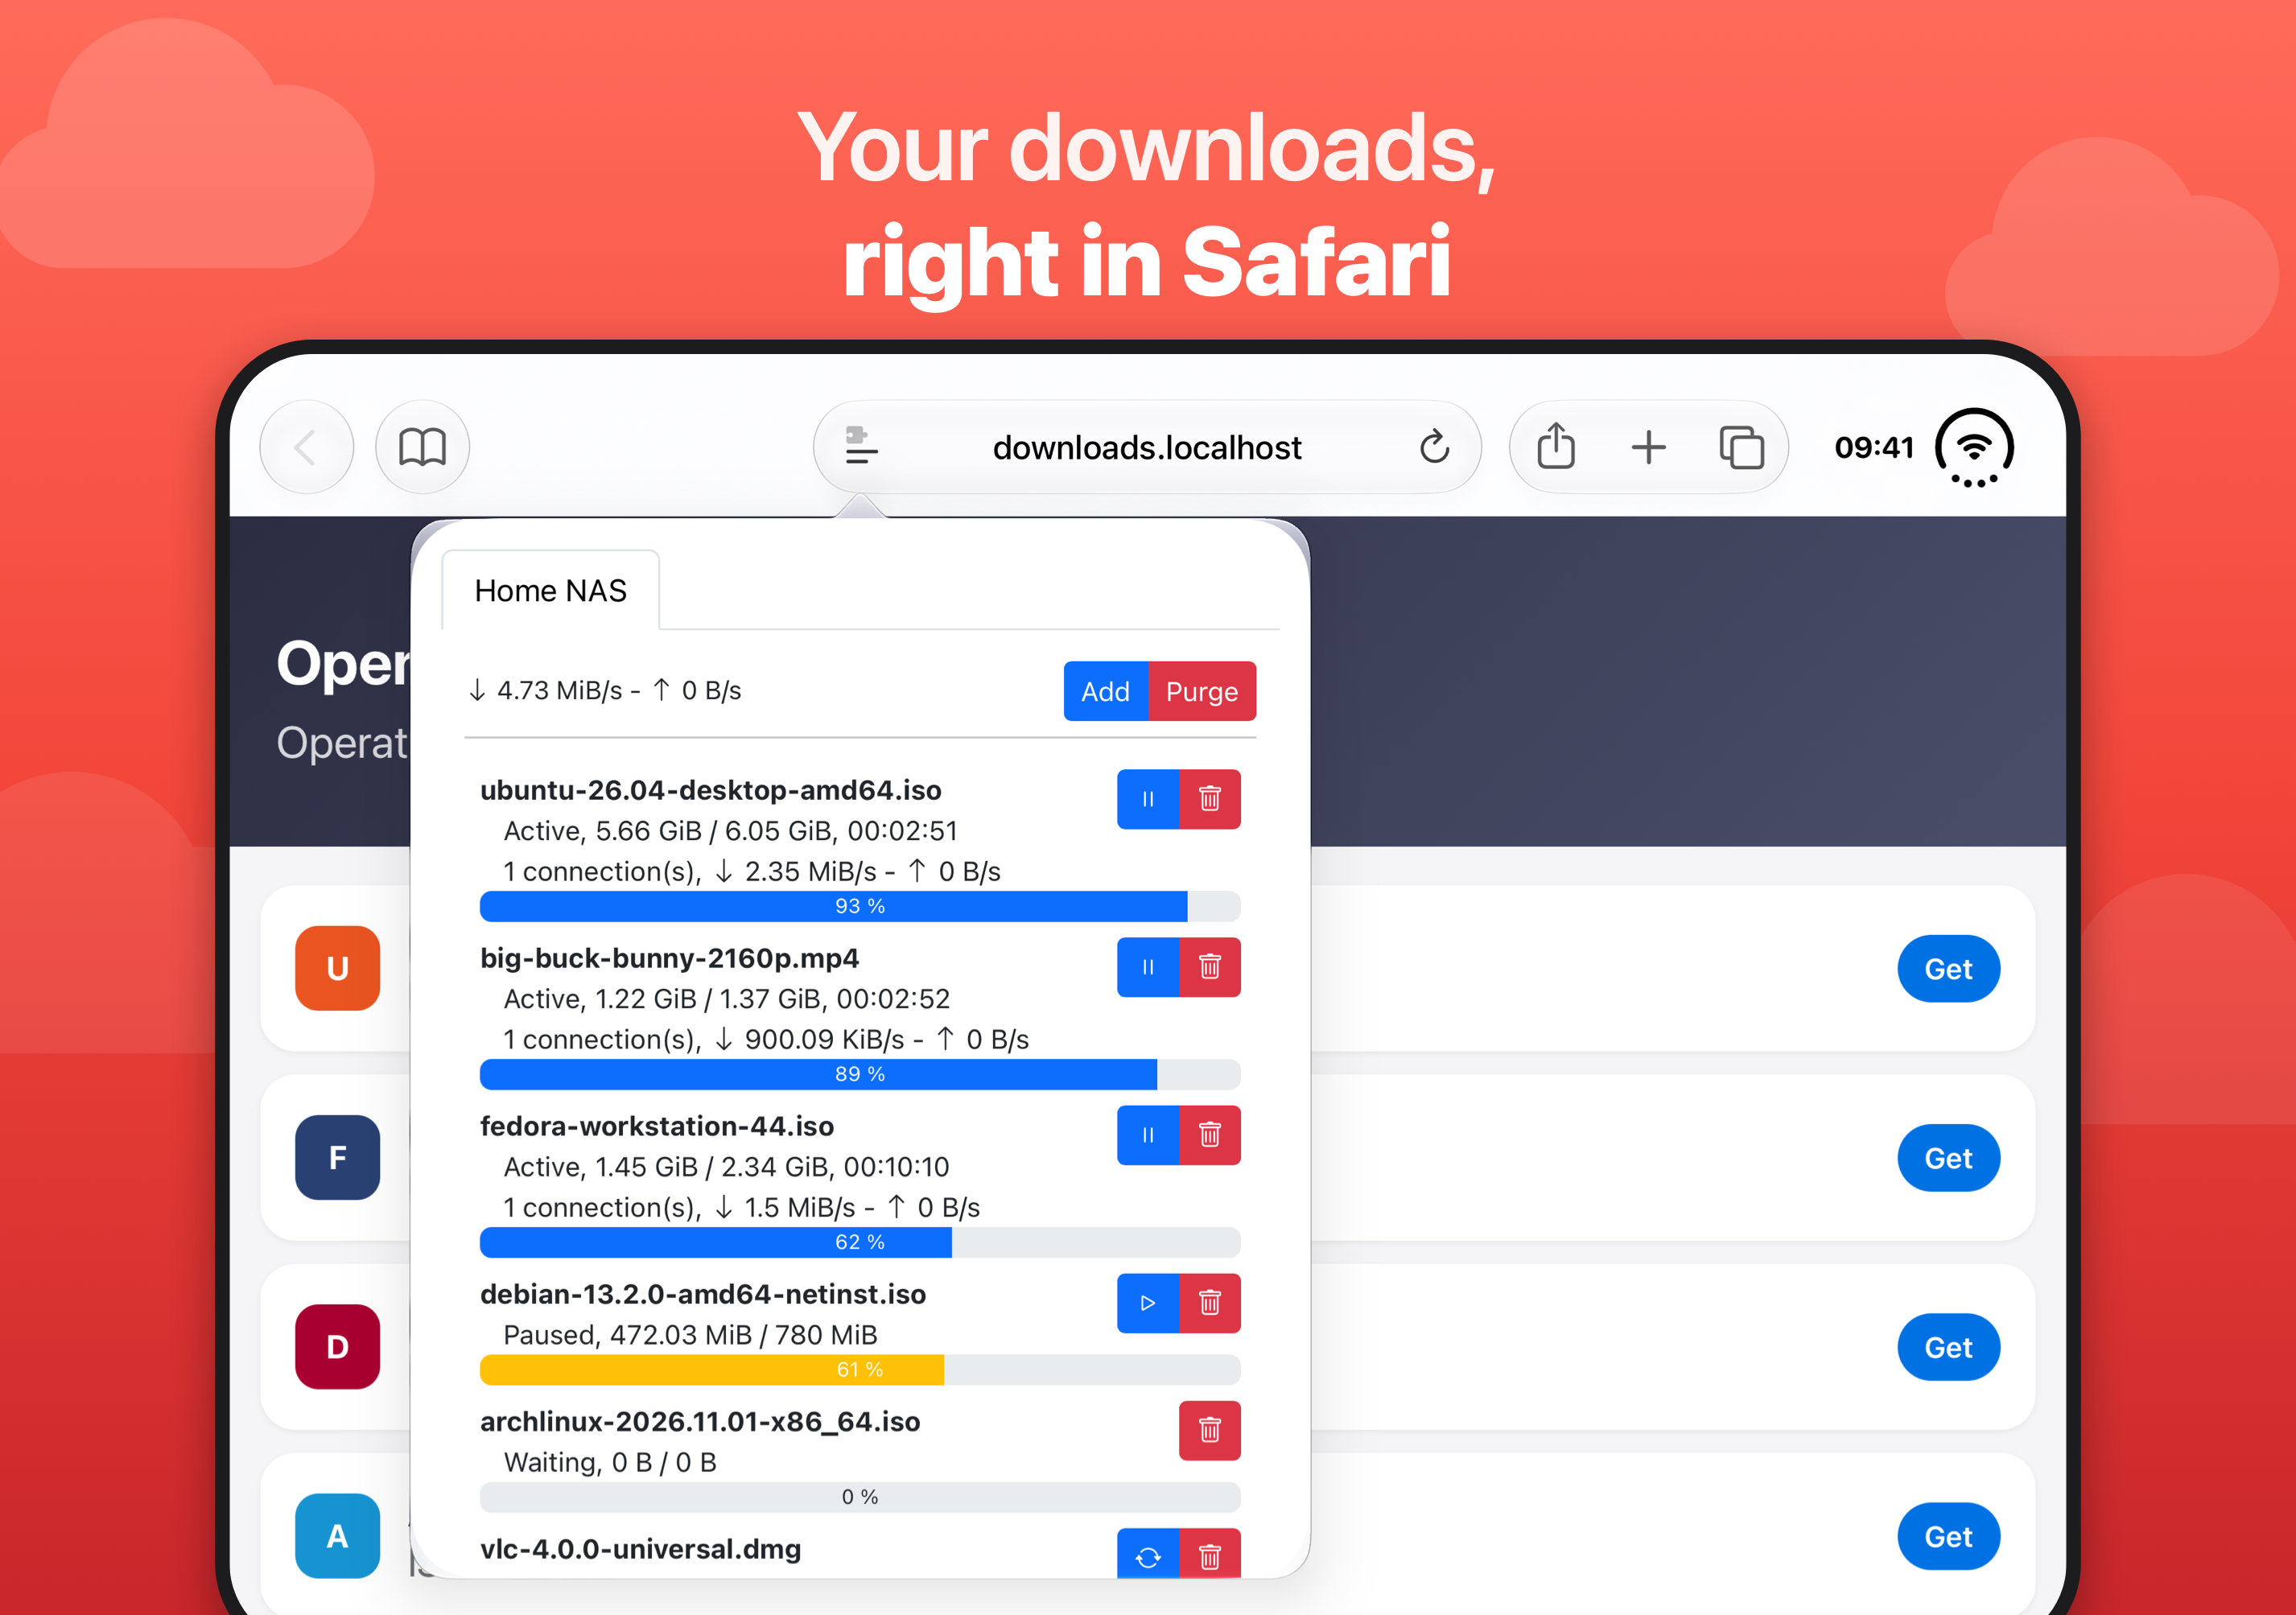 Your downloads,
right in Safari
downloads.localhost
09:41
Home NAS
↓ 4.73 MiB/s - ↑ 0 B/s
Add Purge
ubuntu-26.04-desktop-amd64.iso
Active, 5.66 GiB / 6.05 GiB, 00:02:51
1 connection(s), ↓ 2.35 MiB/s - ↑ 0 B/s
93 %
big-buck-bunny-2160p.mp4
Active, 1.22 GiB / 1.37 GiB, 00:02:52
1 connection(s), ↓ 900.09 KiB/s - ↑ 0 B/s
89 %
fedora-workstation-44.iso
Active, 1.45 GiB / 2.34 GiB, 00:10:10
1 connection(s), ↓ 1.5 MiB/s - ↑ 0 B/s
62 %
debian-13.2.0-amd64-netinst.iso
Paused, 472.03 MiB / 780 MiB
61 %
archlinux-2026.11.01-x86_64.iso
Waiting, 0 B / 0 B
0 %
vlc-4.0.0-universal.dmg
U
Get
F
Get
D
Get
A
Get